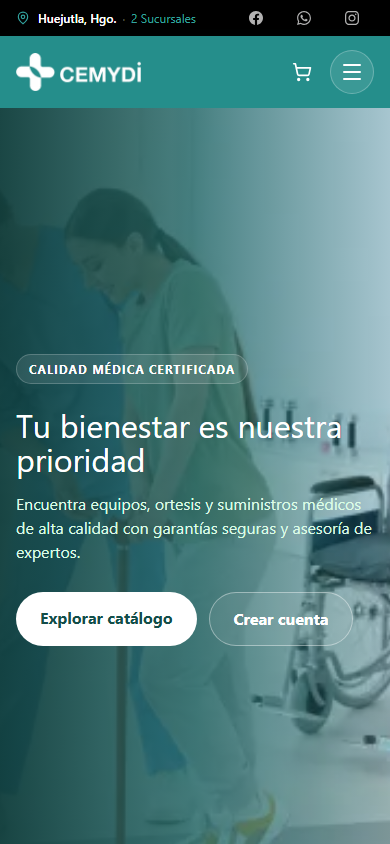 Huejutla, Hgo. · 2 Sucursales
CEMYDI
CALIDAD MÉDICA CERTIFICADA
Tu bienestar es nuestra
prioridad
Encuentra equipos, ortesis y suministros médicos
de alta calidad con garantías seguras y asesoría de
expertos.
Explorar catálogo
Crear cuenta